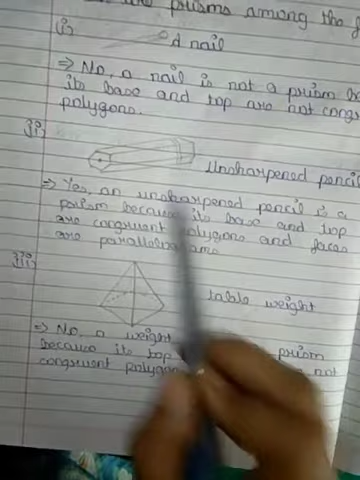 are prisms among the f
(i) A nail
⇒ No, a nail is not a prism be
its base and top are not cong
polygons.
(ii) Unsharpened pencil
⇒ Yes, an unsharpened pencil is a
prism because its base and top
are congruent polygons and faces
are parallelograms
(iii) table weight
⇒ No, a weight prism
because its top not
congruent polygon